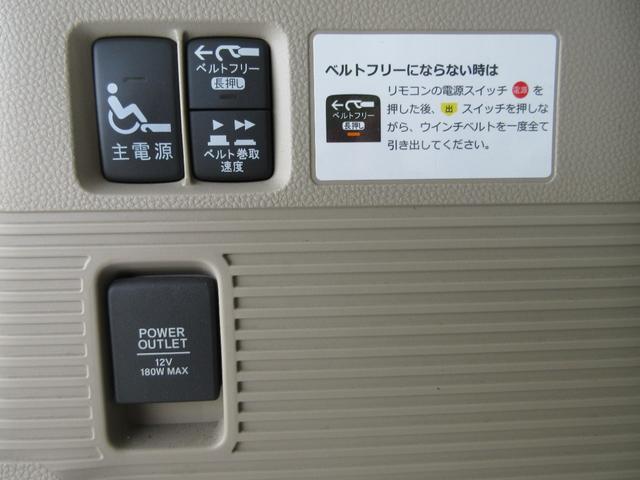 主電源
ベルトフリー
長押し
ベルト巻取
速度
ベルトフリーにならない時は
ベルトフリー
長押し
リモコンの電源スイッチ 電源 を
押した後、 出 スイッチを押しな
がら、ウインチベルトを一度全て
引き出してください。
POWER
OUTLET
12V
180W MAX